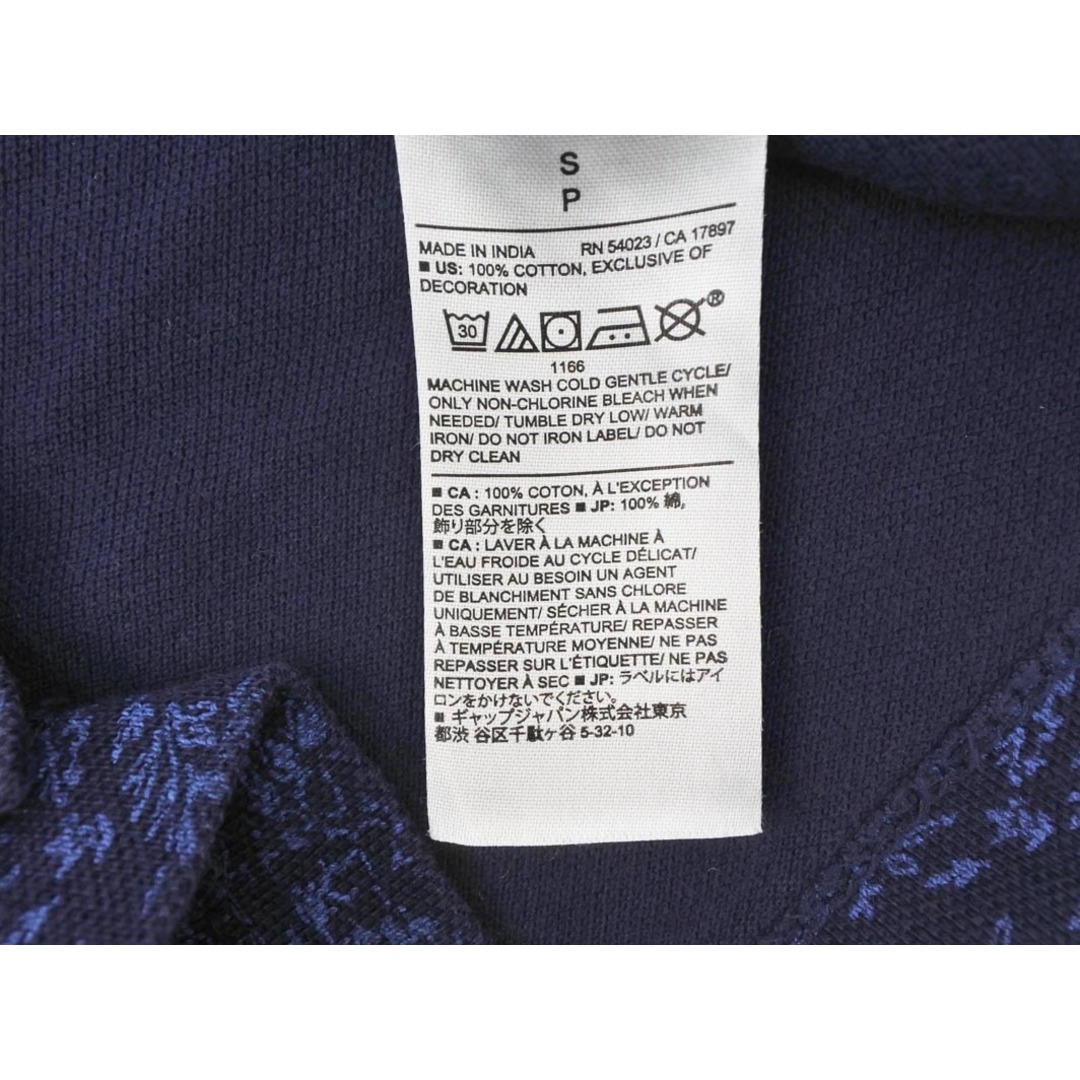 S
P
MADE IN INDIA RN 54023 / CA 17897
■ US: 100% COTTON, EXCLUSIVE OF
DECORATION
30
®
1166
MACHINE WASH COLD GENTLE CYCLE/
ONLY NON-CHLORINE BLEACH WHEN
NEEDED/ TUMBLE DRY LOW/ WARM
IRON/ DO NOT IRON LABEL/ DO NOT
DRY CLEAN
■ CA : 100% COTON, À L'EXCEPTION
DES GARNITURES ■ JP: 100% 綿。
飾り部分を除く
■ CA : LAVER À LA MACHINE À
L'EAU FROIDE AU CYCLE DÉLICAT/
UTILISER AU BESOIN UN AGENT
DE BLANCHIMENT SANS CHLORE
UNIQUEMENT/ SÉCHER À LA MACHINE
À BASSE TEMPÉRATURE/ REPASSER
À TEMPÉRATURE MOYENNE/ NE PAS
REPASSER SUR L'ÉTIQUETTE/ NE PAS
NETTOYER À SEC ■ JP: ラベルにはアイ
ロンをかけないでください。
■ ギャップジャパン株式会社東京
都渋 谷区千駄ヶ谷 5-32-10